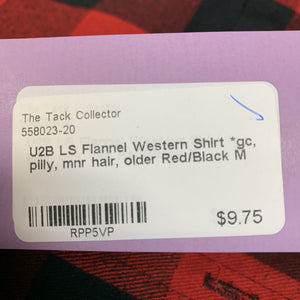 The Tack Collector
558023-20
U2B LS Flannel Western Shirt *gc,
pilly, mnr hair, older Red/Black M
$9.75
RPP5VP